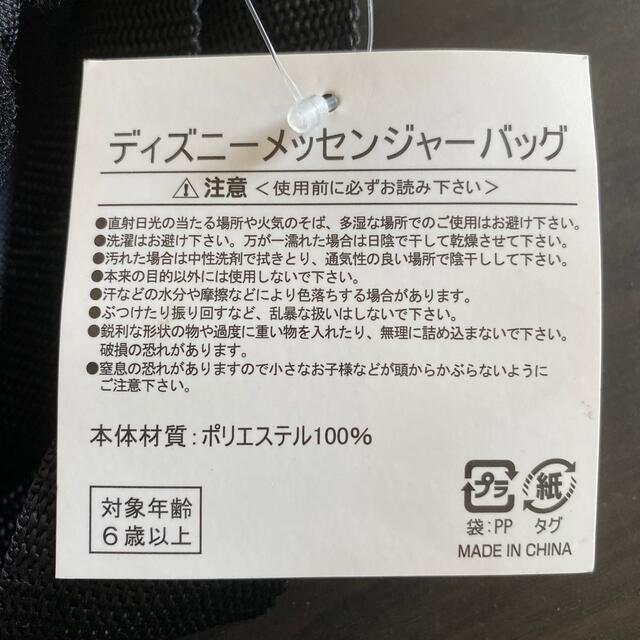 ディズニーメッセンジャーバッグ
⚠注意 <使用前に必ずお読み下さい>
●直射日光の当たる場所や火気のそば、多湿な場所でのご使用はお避け下さい。
●洗濯はお避け下さい。万が一濡れた場合は日陰で干して乾燥させて下さい。
●汚れた場合は中性洗剤で拭きとり、通気性の良い場所で陰干しして下さい。
●本来の目的以外には使用しないで下さい。
●汗などの水分や摩擦などにより色落ちする場合があります。
●ぶつけたり振り回すなど、乱暴な扱いはしないで下さい。
●鋭利な形状の物や過度に重い物を入れたり、無理に詰め込まないで下さい。
破損の恐れがあります。
●窒息の恐れがありますので小さなお子様などが頭からかぶらないように
ご注意下さい。
本体材質：ポリエステル100%
対象年齢
6歳以上
プラ 紙
袋：PP タグ
MADE IN CHINA